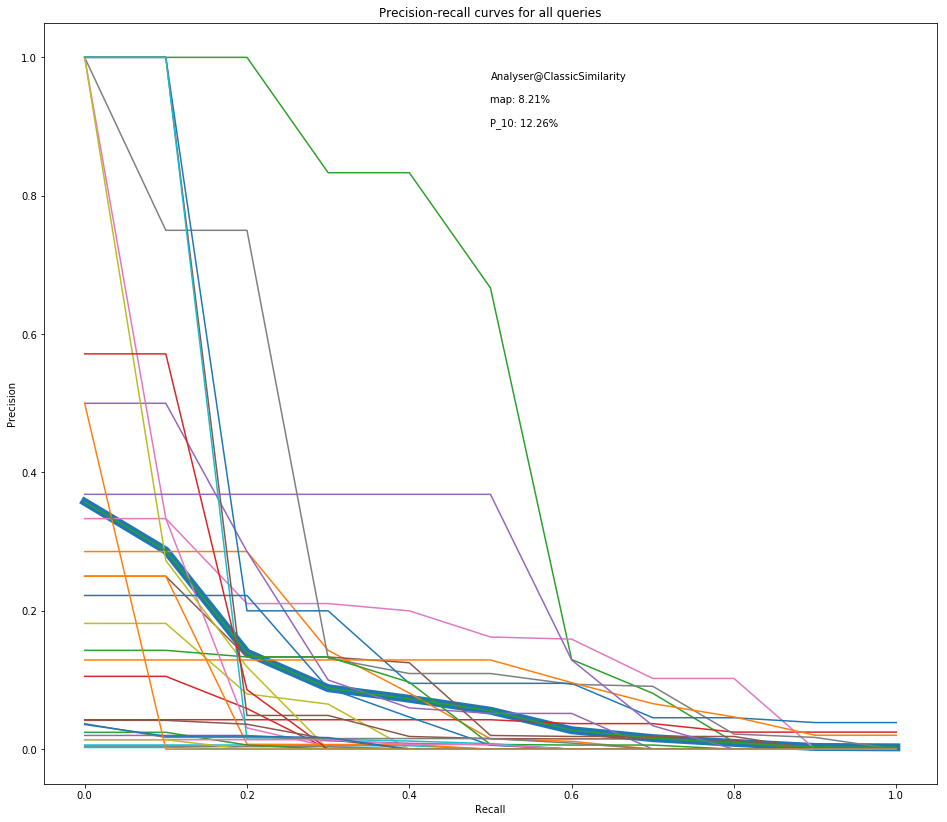 Precision-recall curves for all queries
1.0
Analyser@ClassicSimilarity
map: 8.21%
P_10: 12.26%
0.8
0.6
Precision
0.4
0.2
0.0
0.0 0.2 0.4 0.6 0.8 1.0
Recall